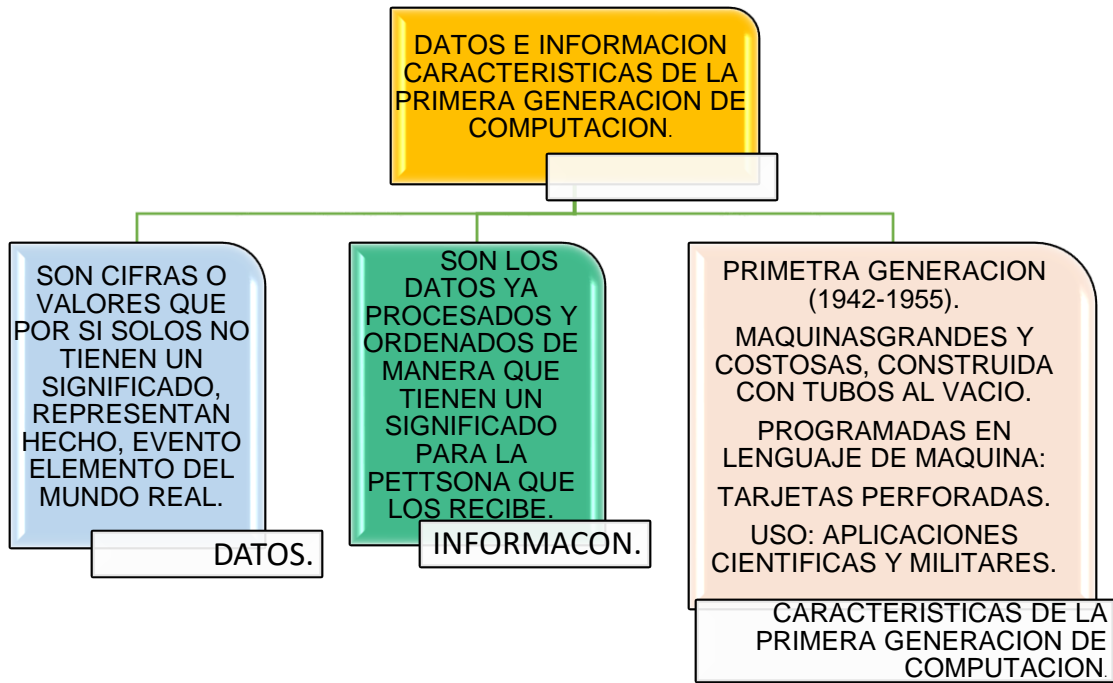 DATOS E INFORMACION
CARACTERISTICAS DE LA
PRIMERA GENERACION DE
COMPUTACION.
SON CIFRAS O
VALORES QUE
POR SI SOLOS NO
TIENEN UN
SIGNIFICADO,
REPRESENTAN
HECHO, EVENTO
ELEMENTO DEL
MUNDO REAL.
DATOS.
SON LOS
DATOS YA
PROCESADOS Y
ORDENADOS DE
MANERA QUE
TIENEN UN
SIGNIFICADO
PARA LA
PETTSONA QUE
LOS RECIBE.
INFORMACON.
PRIMETRA GENERACION
(1942-1955).
MAQUINASGRANDES Y
COSTOSAS, CONSTRUIDA
CON TUBOS AL VACIO.
PROGRAMADAS EN
LENGUAJE DE MAQUINA:
TARJETAS PERFORADAS.
USO: APLICACIONES
CIENTIFICAS Y MILITARES.
CARACTERISTICAS DE LA
PRIMERA GENERACION DE
COMPUTACION.